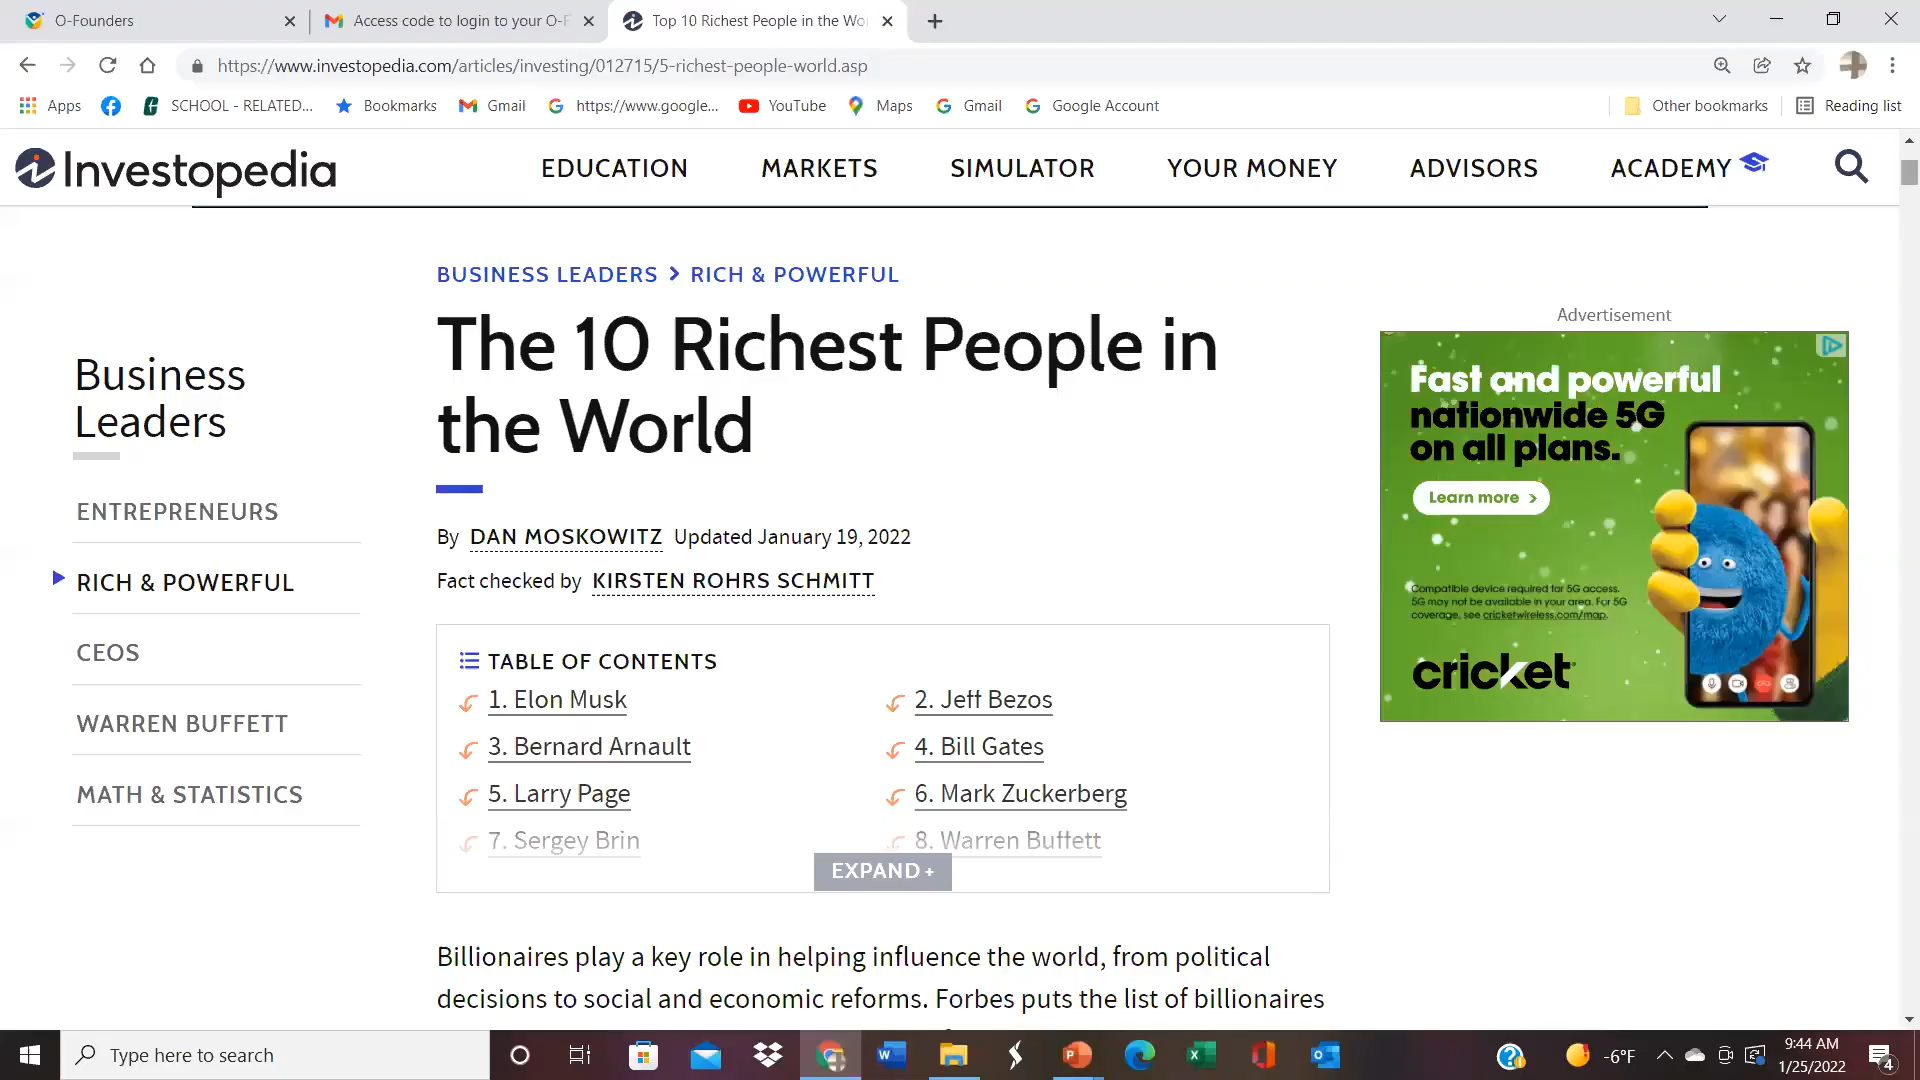 O-Founders
Access code to login to your O-F
Top 10 Richest People in the Wo
https://www.investopedia.com/articles/investing/012715/5-richest-people-world.asp
Apps
SCHOOL - RELATED...
Bookmarks
Gmail
https://www.google...
YouTube
Maps
Gmail
Google Account
Other bookmarks
Reading list
Investopedia
EDUCATION
MARKETS
SIMULATOR
YOUR MONEY
ADVISORS
ACADEMY
BUSINESS LEADERS > RICH & POWERFUL
The 10 Richest People in
the World
By DAN MOSKOWITZ Updated January 19, 2022
Fact checked by KIRSTEN ROHRS SCHMITT
Business
Leaders
ENTREPRENEURS
RICH & POWERFUL
CEOS
WARREN BUFFETT
MATH & STATISTICS
TABLE OF CONTENTS
1. Elon Musk
2. Jeff Bezos
3. Bernard Arnault
4. Bill Gates
5. Larry Page
6. Mark Zuckerberg
7. Sergey Brin
8. Warren Buffett
EXPAND +
Billionaires play a key role in helping influence the world, from political
decisions to social and economic reforms. Forbes puts the list of billionaires
Advertisement
Fast and powerful
nationwide 5G
on all plans.
Learn more >
Compatible device required for 5G access.
5G may not be available in your area. For 5G
coverage, see cricketwireless.com/map.
cricket
Type here to search
-6°F
9:44 AM
1/25/2022
4